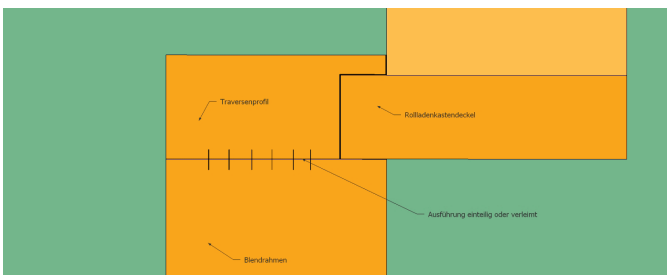 Traversenprofil
Rollladenkastendeckel
Ausführung einteilig oder verleimt
Blendrahmen